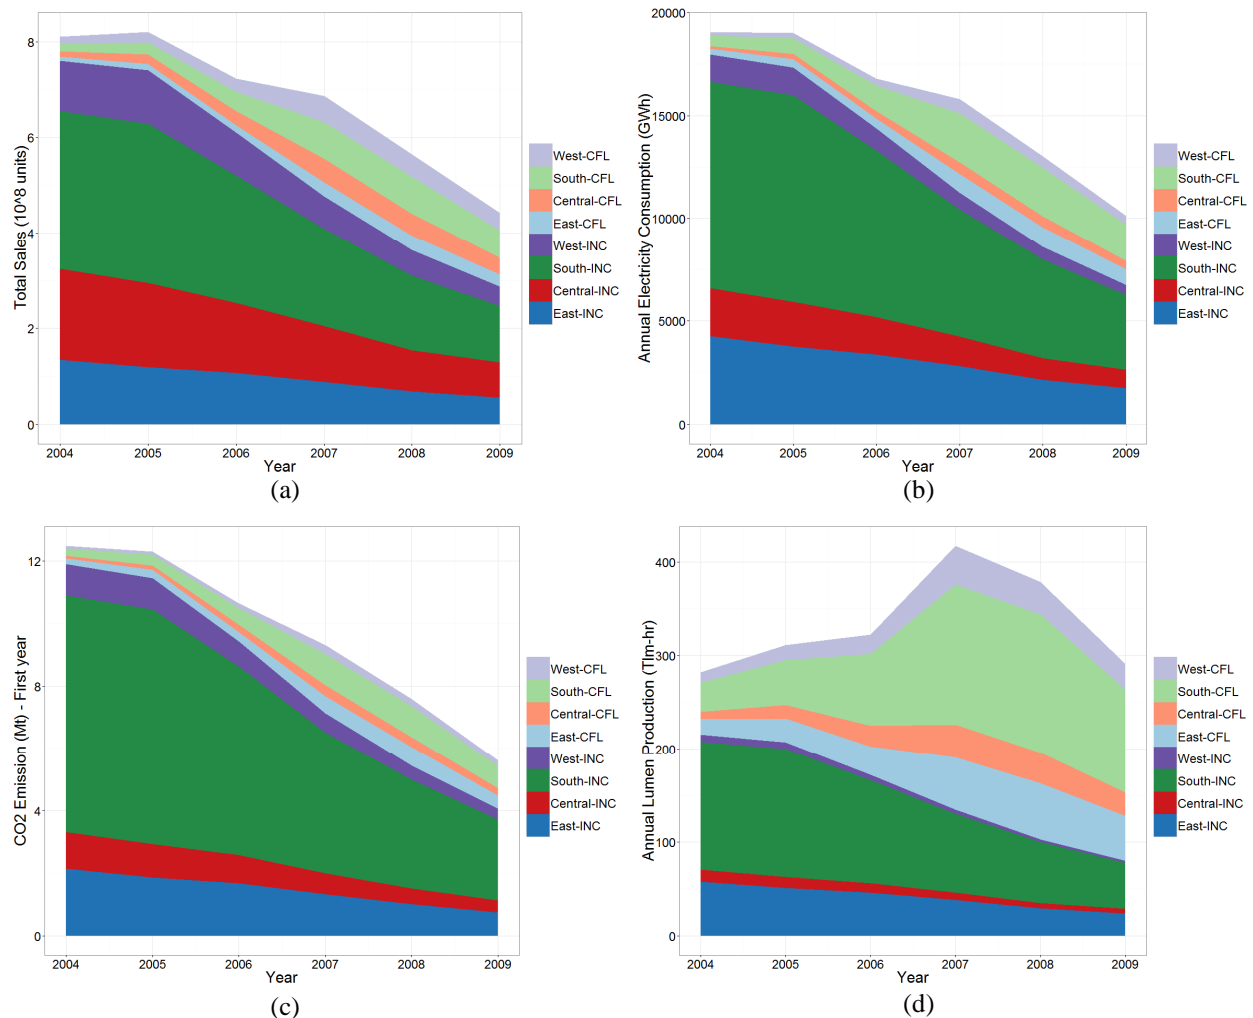 Total Sales (10^8 units)
8
6
4
2
0
2004 2005 2006 2007 2008 2009
Year
West-CFL
South-CFL
Central-CFL
East-CFL
West-INC
South-INC
Central-INC
East-INC
(a)
Annual Electricity Consumption (GWh)
20000
15000
10000
5000
0
2004 2005 2006 2007 2008 2009
Year
West-CFL
South-CFL
Central-CFL
East-CFL
West-INC
South-INC
Central-INC
East-INC
(b)
CO2 Emission (Mt) - First year
12
8
4
0
2004 2005 2006 2007 2008 2009
Year
West-CFL
South-CFL
Central-CFL
East-CFL
West-INC
South-INC
Central-INC
East-INC
(c)
Annual Lumen Production (Tlm-hr)
400
300
200
100
0
2004 2005 2006 2007 2008 2009
Year
West-CFL
South-CFL
Central-CFL
East-CFL
West-INC
South-INC
Central-INC
East-INC
(d)